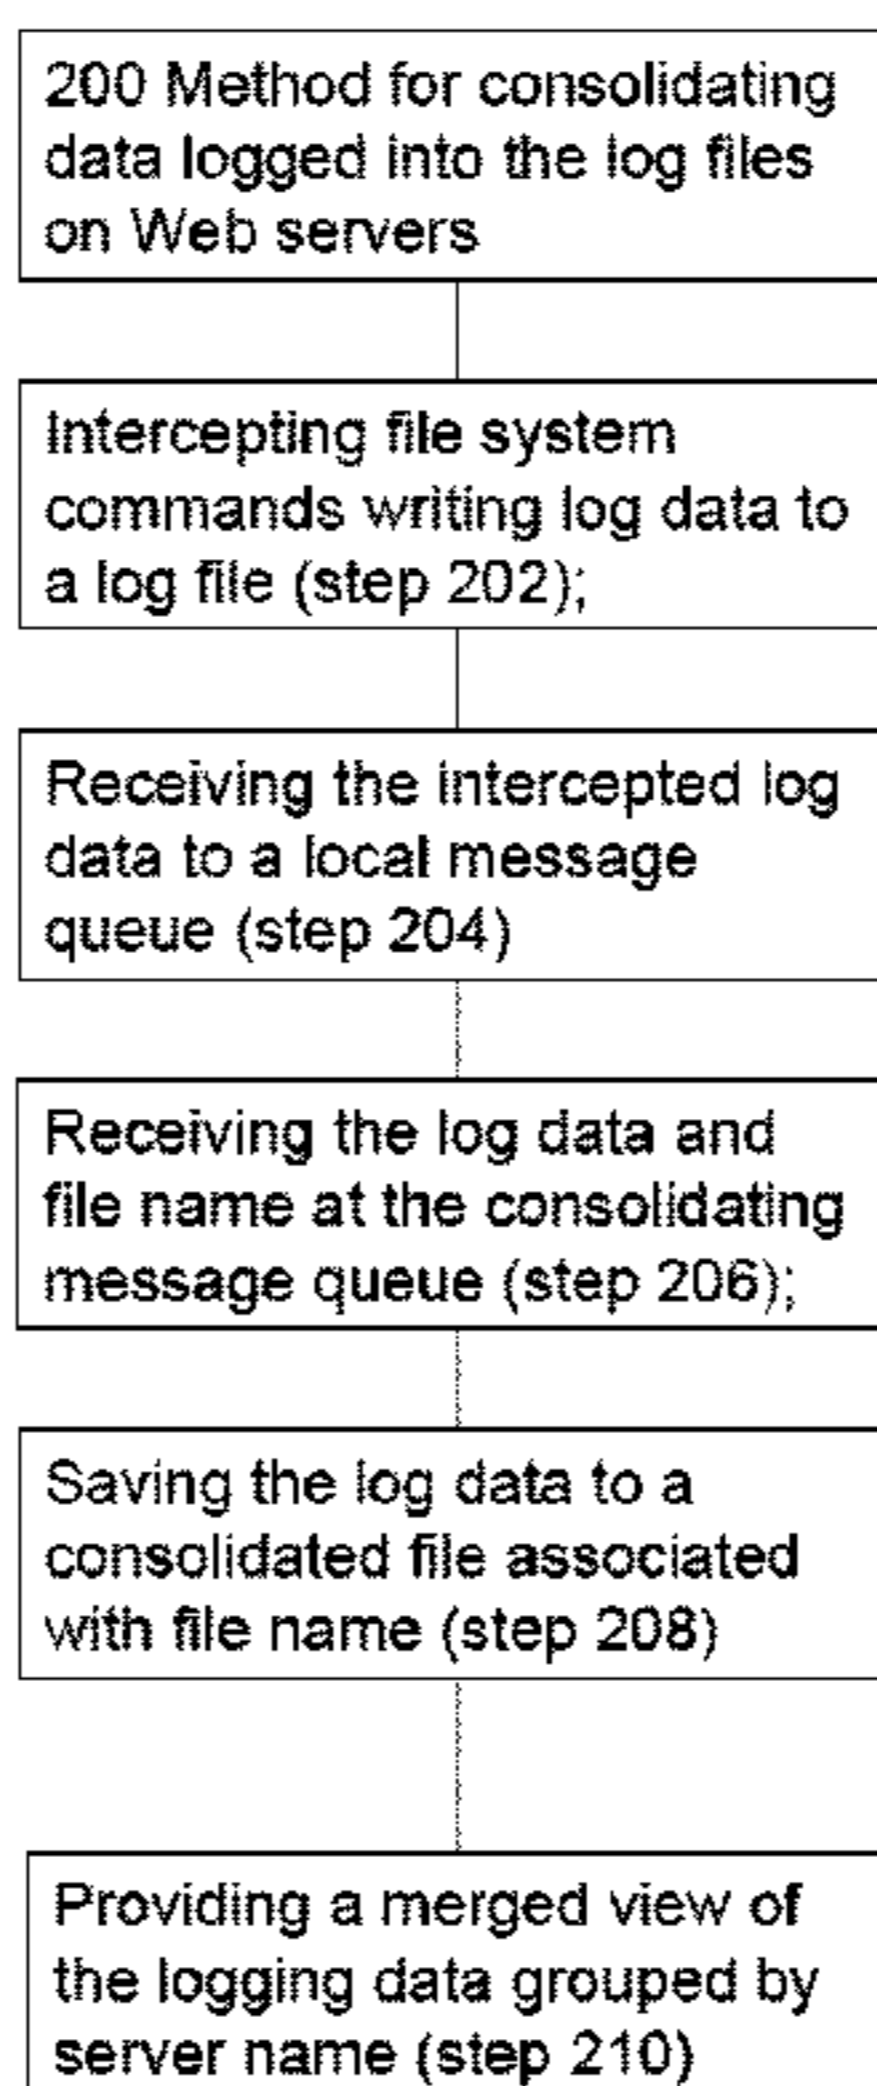 200 Method for consolidating
data logged into the log files
on Web servers
Intercepting file system
commands writing log data to
a log file (step 202);
Receiving the intercepted log
data to a local message
queue (step 204)
Receiving the log data and
file name at the consolidating
message queue (step 206);
Saving the log data to a
consolidated file associated
with file name (step 208)
Providing a merged view of
the logging data grouped by
server name (step 210)